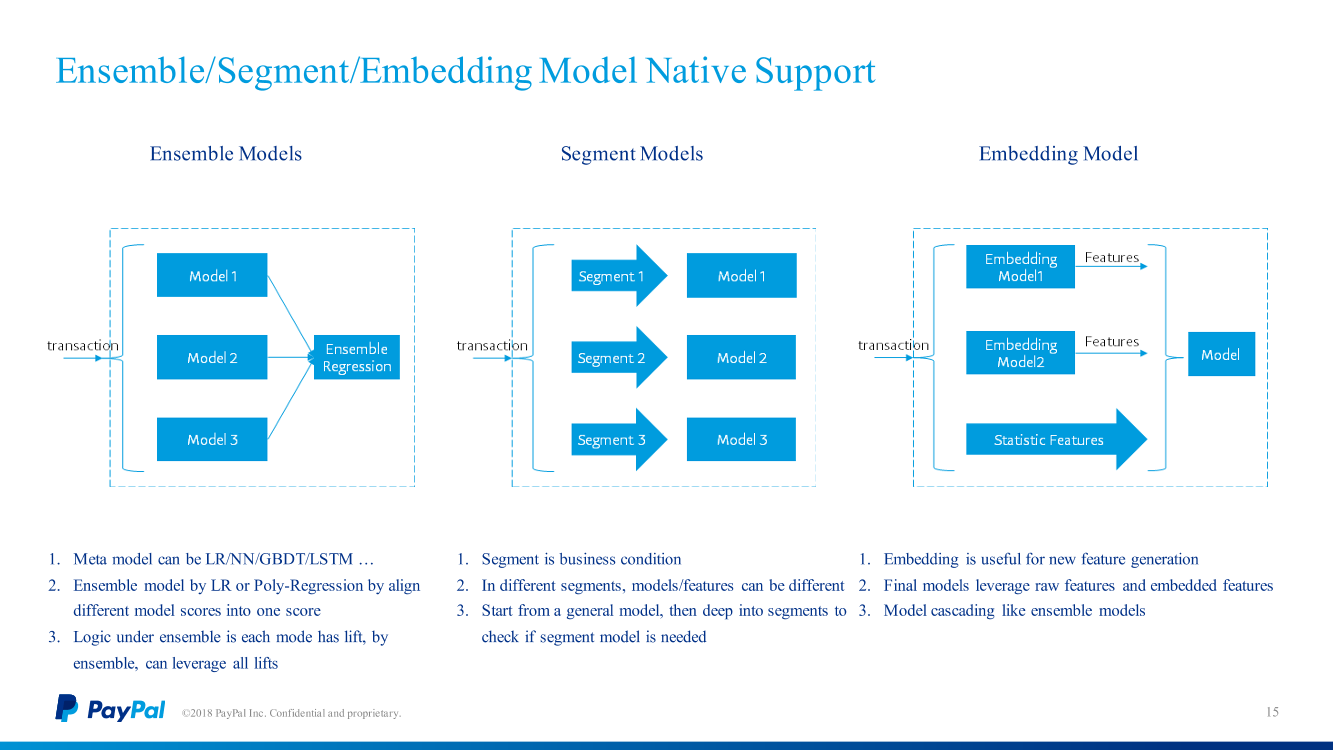 Ensemble/Segment/Embedding Model Native Support
Ensemble Models
transaction
Model 1
Model 2
Model 3
Ensemble
Regression
1. Meta model can be LR/NN/GBDT/LSTM …
2. Ensemble model by LR or Poly-Regression by align
different model scores into one score
3. Logic under ensemble is each mode has lift, by
ensemble, can leverage all lifts
Segment Models
transaction
Segment 1
Model 1
Segment 2
Model 2
Segment 3
Model 3
1. Segment is business condition
2. In different segments, models/features can be different
3. Start from a general model, then deep into segments to
check if segment model is needed
Embedding Model
transaction
Embedding
Model1
Features
Embedding
Model2
Features
Statistic Features
Model
1. Embedding is useful for new feature generation
2. Final models leverage raw features and embedded features
3. Model cascading like ensemble models
PayPal
©2018 PayPal Inc. Confidential and proprietary.
15